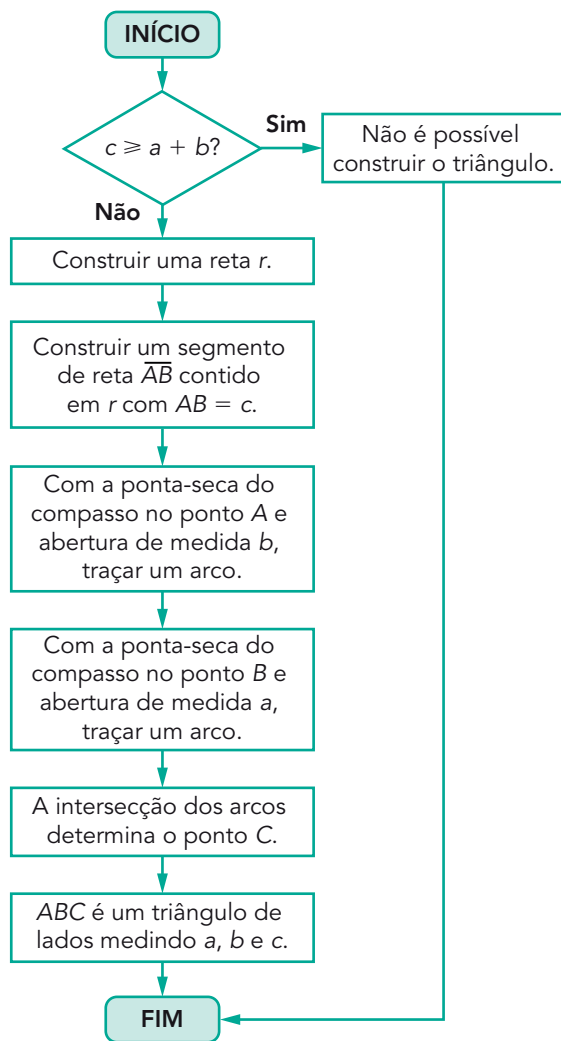 INÍCIO
c ⩾ a + b?
Sim
Não é possível
construir o triângulo.
Não
Construir uma reta r.
Construir um segmento
de reta A̅B̅ contido
em r com AB = c.
Com a ponta-seca do
compasso no ponto A e
abertura de medida b,
traçar um arco.
Com a ponta-seca do
compasso no ponto B e
abertura de medida a,
traçar um arco.
A intersecção dos arcos
determina o ponto C.
ABC é um triângulo de
lados medindo a, b e c.
FIM